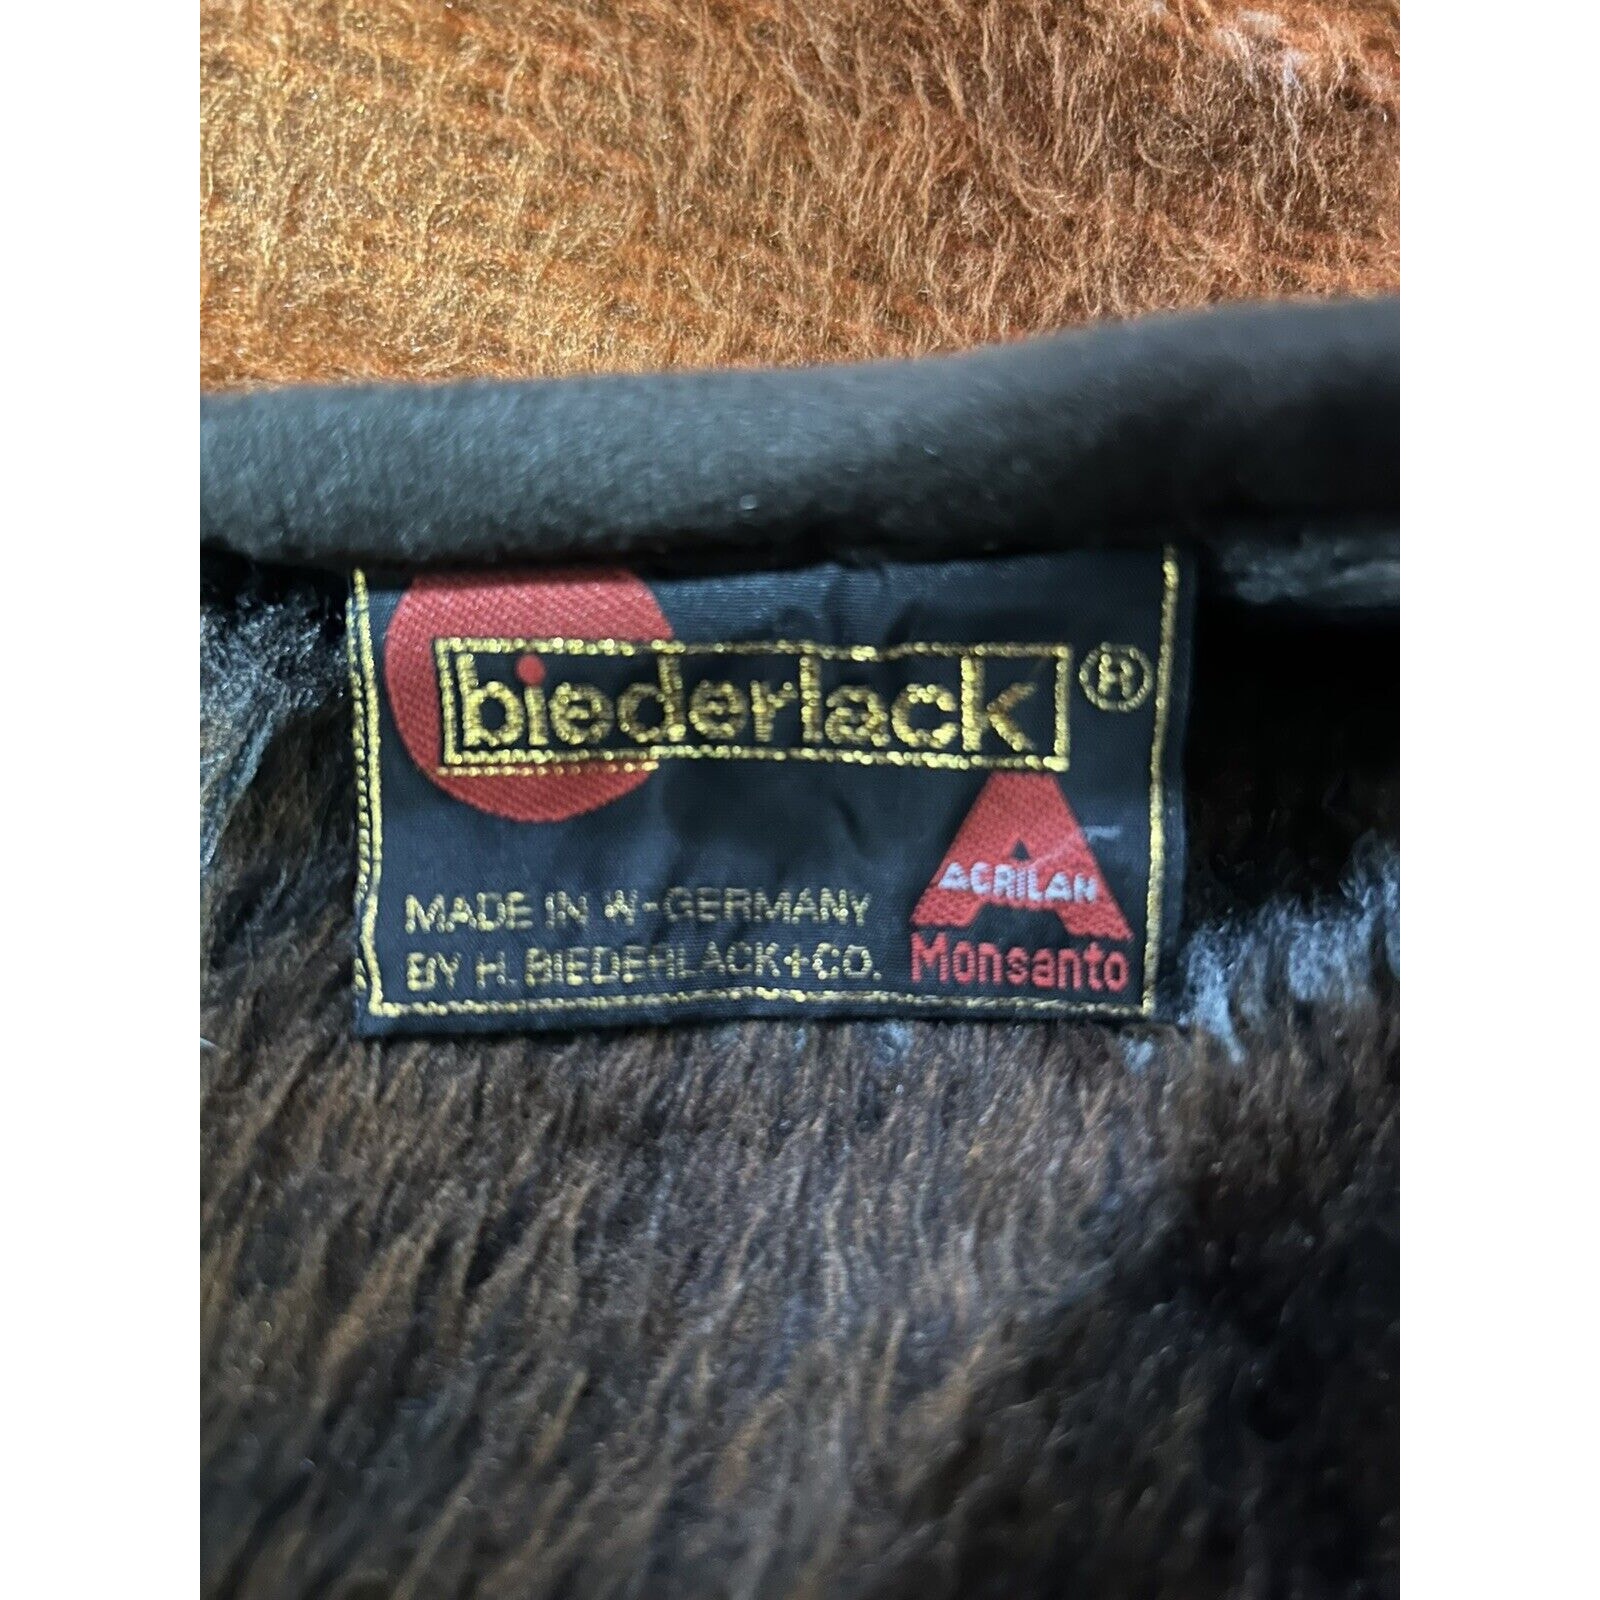 biederlack®
ACRILAN
MADE IN W-GERMANY
BY H. BIEDERLACK+CO.
Monsanto